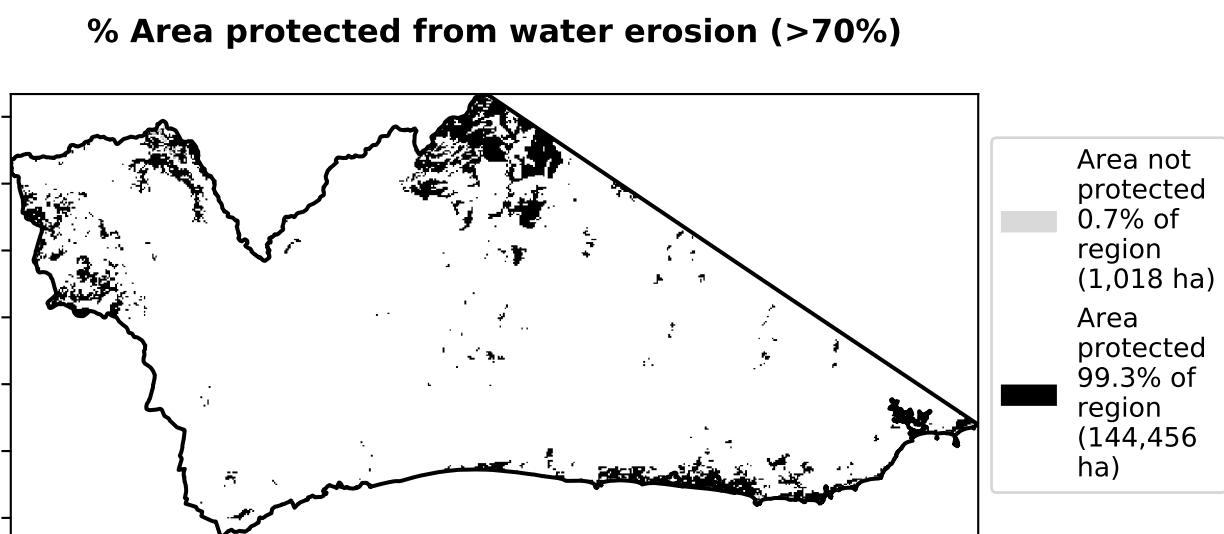 % Area protected from water erosion (>70%)
Area not
protected
0.7% of
region
(1,018 ha)
Area
protected
99.3% of
region
(144,456
ha)